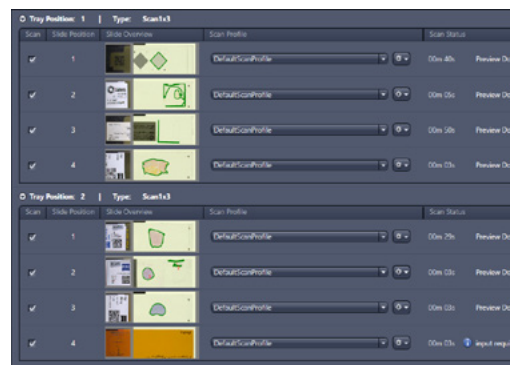 Tray Position: 1 | Type: Scan1x3
Scan Slide Position Slide Overview Scan Profile Scan Status
1 DefaultScanProfile 00m 40s Preview Do
2 DefaultScanProfile 00m 05s Preview Do
3 DefaultScanProfile 00m 50s Preview Do
4 DefaultScanProfile 00m 03s Preview Do
Tray Position: 2 | Type: Scan1x3
Scan Slide Position Slide Overview Scan Profile Scan Status
1 DefaultScanProfile 00m 29s Preview Do
2 DefaultScanProfile 00m 03s Preview Do
3 DefaultScanProfile 00m 03s Preview Do
4 DefaultScanProfile 00m 03s input requi